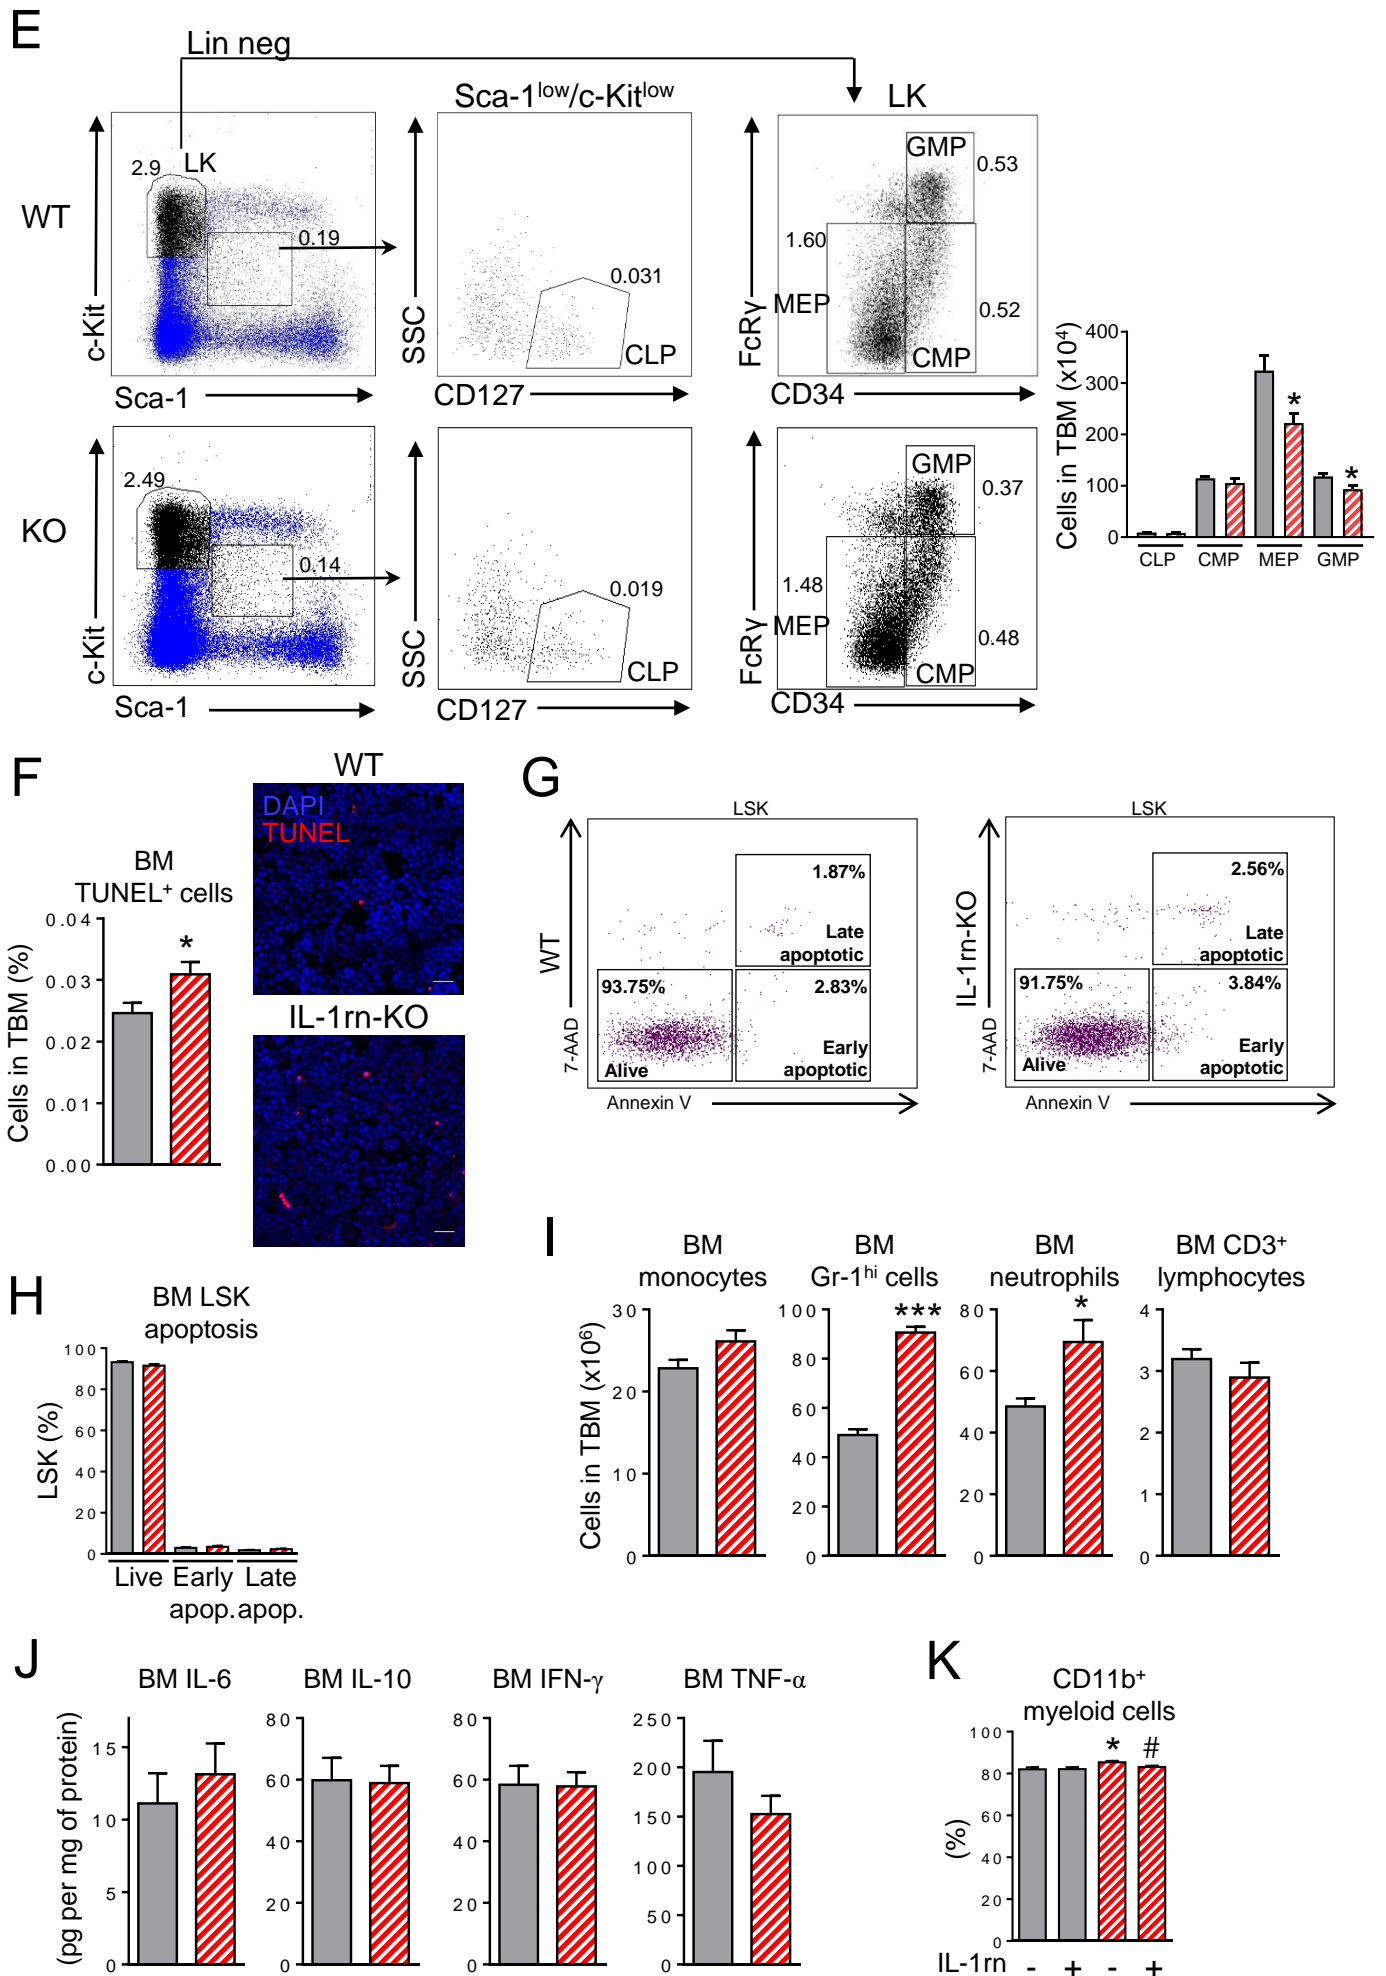 E
Lin neg
Sca-1low/c-Kitlow
LK
WT
c-Kit
2.9
LK
0.19
Sca-1
SSC
0.031
CLP
CD127
FcRγ
GMP
0.53
1.60
MEP
0.52
CMP
CD34
KO
c-Kit
2.49
0.14
Sca-1
SSC
0.019
CLP
CD127
FcRγ
GMP
0.37
1.48
MEP
0.48
CMP
CD34
Cells in TBM (x10⁴)
400
300
200
100
0
*
*
CLP CMP MEP GMP
F
BM
TUNEL⁺ cells
Cells in TBM (%)
0.04
0.03
0.02
0.01
0.00
*
WT
DAPI
TUNEL
IL-1rn-KO
G
LSK
WT
7-AAD
1.87%
Late
apoptotic
93.75%
Alive
2.83%
Early
apoptotic
Annexin V
LSK
IL-1rn-KO
7-AAD
2.56%
Late
apoptotic
91.75%
Alive
3.84%
Early
apoptotic
Annexin V
H
BM LSK
apoptosis
LSK (%)
100
80
60
40
20
0
Live Early Late
apop. apop.
I
Cells in TBM (x10⁶)
BM
monocytes
30
20
10
0
BM
Gr-1hi cells
100
80
60
40
20
0
***
BM
neutrophils
80
60
40
20
0
*
BM CD3⁺
lymphocytes
4
3
2
1
0
J
(pg per mg of protein)
BM IL-6
15
10
5
0
BM IL-10
80
60
40
20
0
BM IFN-γ
80
60
40
20
0
BM TNF-α
250
200
150
100
50
0
K
CD11b⁺
myeloid cells
(%)
100
80
60
40
20
0
* #
IL-1rn - + - +